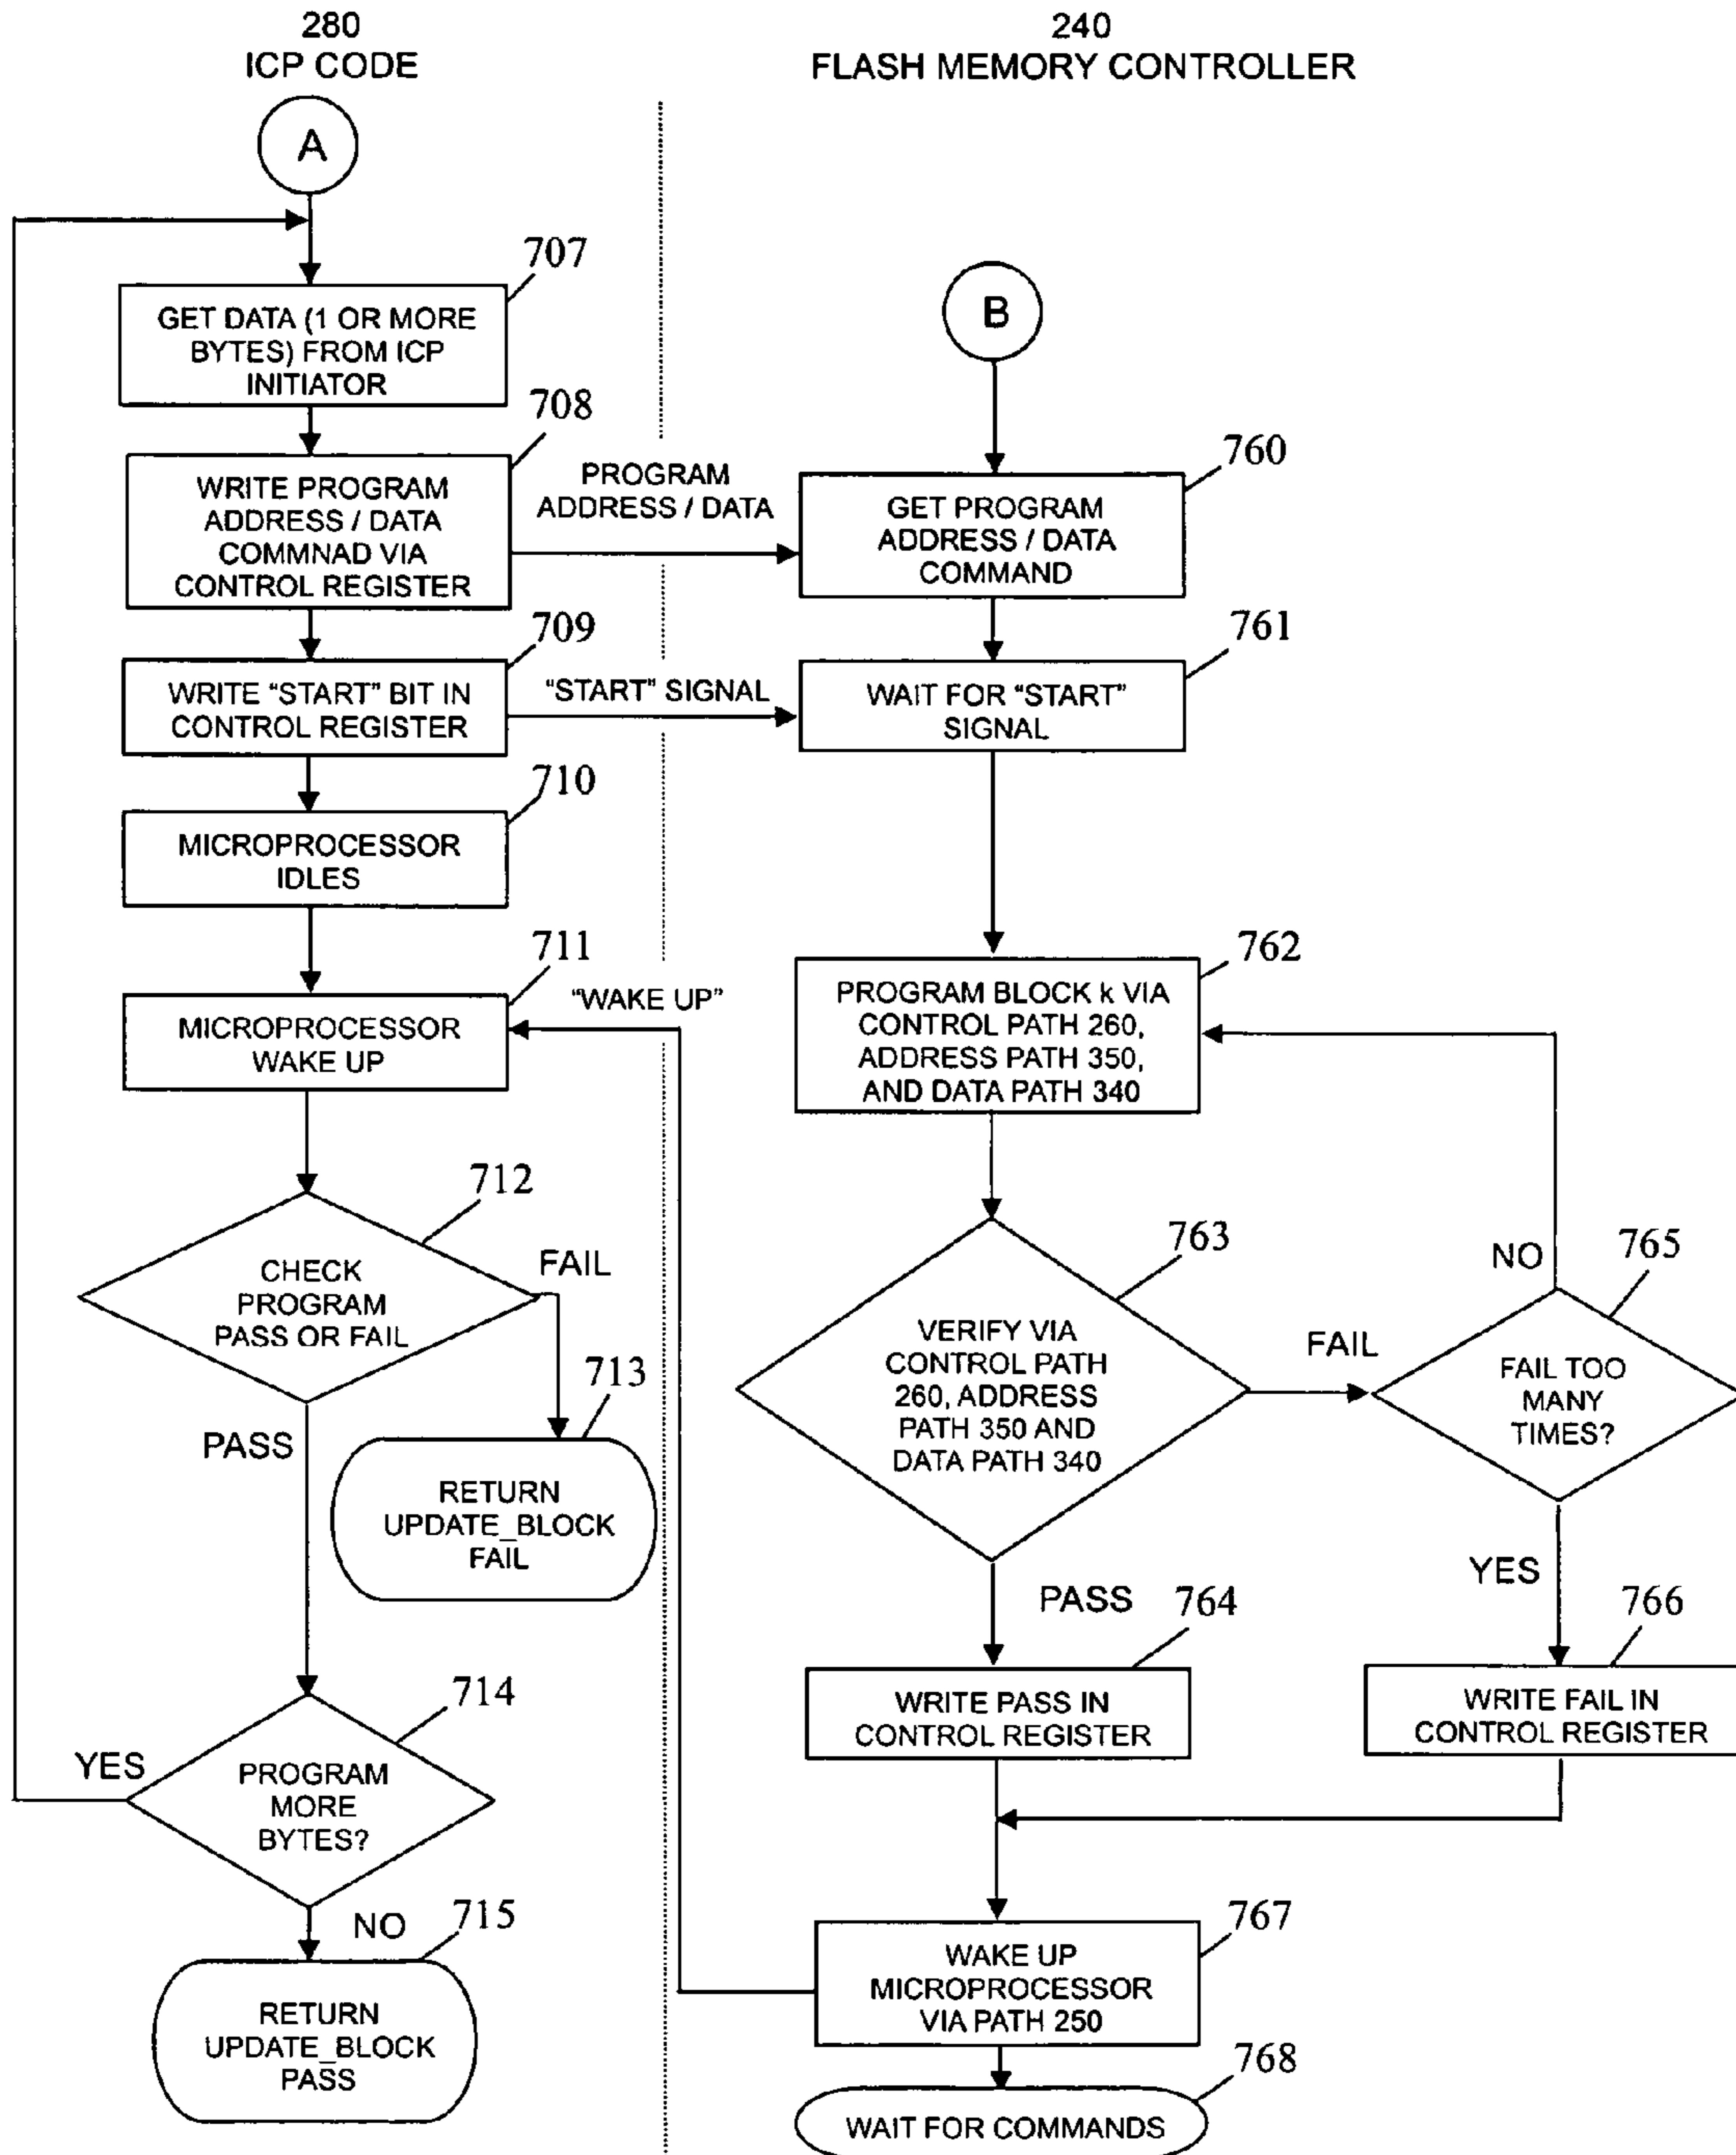 280
ICP CODE
A
707
GET DATA (1 OR MORE
BYTES) FROM ICP
INITIATOR
708
WRITE PROGRAM
ADDRESS / DATA
COMMNAD VIA
CONTROL REGISTER
PROGRAM
ADDRESS / DATA
709
WRITE “START” BIT IN
CONTROL REGISTER
“START” SIGNAL
710
MICROPROCESSOR
IDLES
711
MICROPROCESSOR
WAKE UP
“WAKE UP”
712
CHECK
PROGRAM
PASS OR FAIL
FAIL
713
RETURN
UPDATE_BLOCK
FAIL
PASS
714
PROGRAM
MORE
BYTES?
YES
NO
715
RETURN
UPDATE_BLOCK
PASS
240
FLASH MEMORY CONTROLLER
B
760
GET PROGRAM
ADDRESS / DATA
COMMAND
761
WAIT FOR “START”
SIGNAL
762
PROGRAM BLOCK k VIA
CONTROL PATH 260,
ADDRESS PATH 350,
AND DATA PATH 340
763
VERIFY VIA
CONTROL PATH
260, ADDRESS
PATH 350 AND
DATA PATH 340
FAIL
NO
765
FAIL TOO
MANY
TIMES?
YES
PASS
764
WRITE PASS IN
CONTROL REGISTER
766
WRITE FAIL IN
CONTROL REGISTER
767
WAKE UP
MICROPROCESSOR
VIA PATH 250
768
WAIT FOR COMMANDS